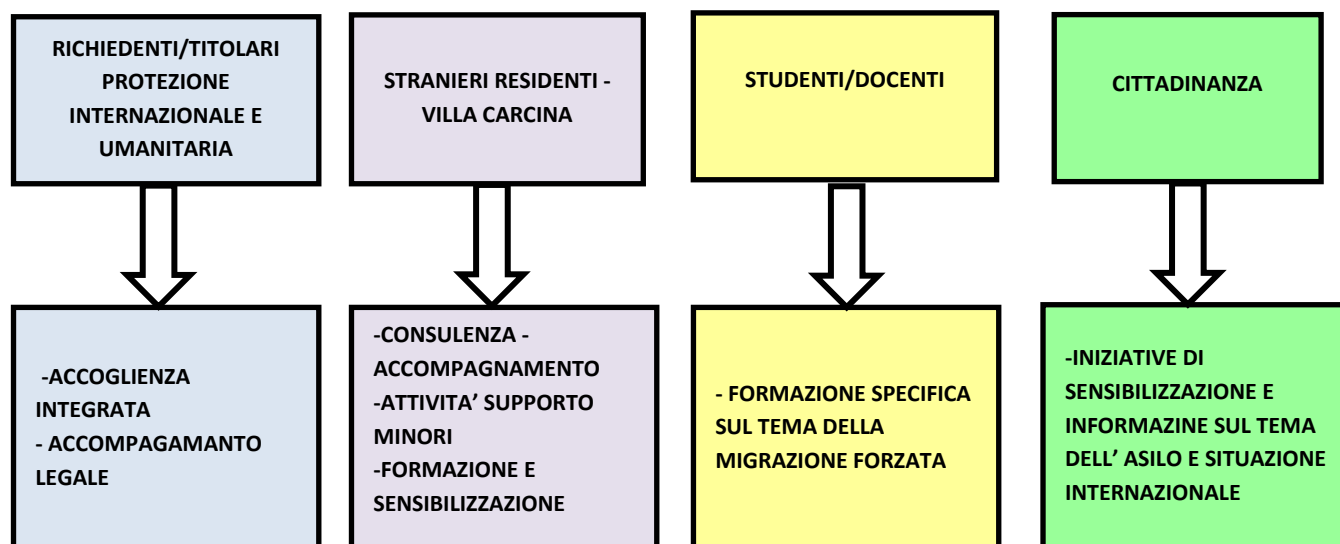 RICHIEDENTI/TITOLARI
PROTEZIONE
INTERNAZIONALE E
UMANITARIA
STRANIERI RESIDENTI -
VILLA CARCINA
STUDENTI/DOCENTI
CITTADINANZA
-ACCOGLIENZA
INTEGRATA
- ACCOMPAGAMANTO
LEGALE
-CONSULENZA -
ACCOMPAGNAMENTO
-ATTIVITA’ SUPPORTO
MINORI
-FORMAZIONE E
SENSIBILIZZAZIONE
- FORMAZIONE SPECIFICA
SUL TEMA DELLA
MIGRAZIONE FORZATA
-INIZIATIVE DI
SENSIBILIZZAZIONE E
INFORMAZINE SUL TEMA
DELL’ ASILO E SITUAZIONE
INTERNAZIONALE